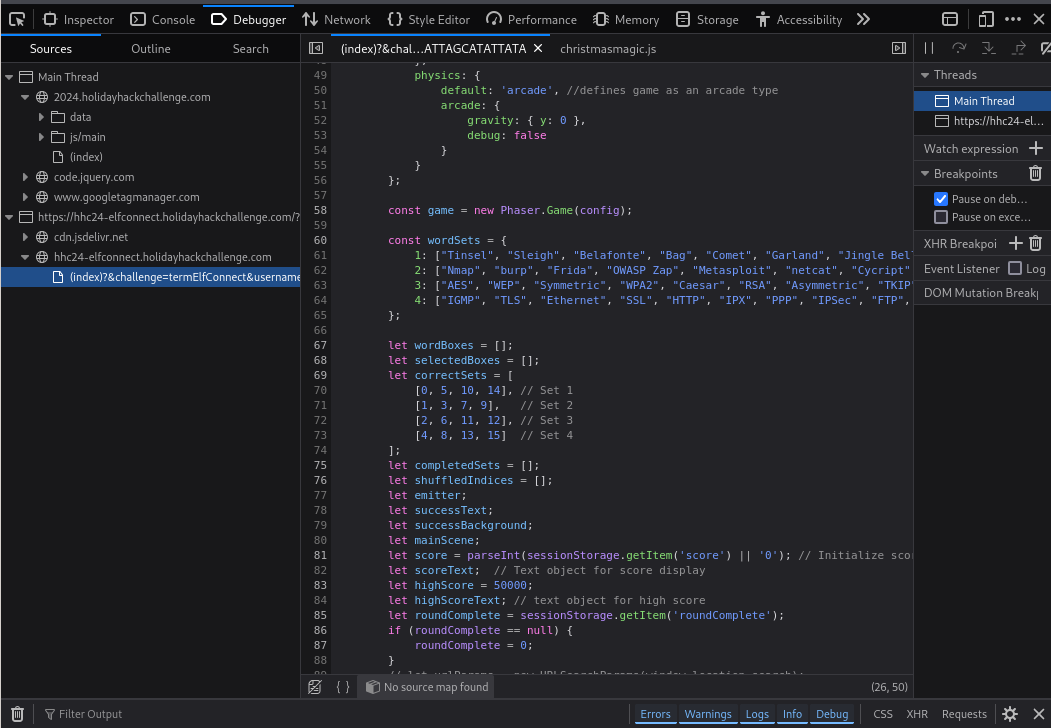 Inspector Console Debugger Network Style Editor Performance Memory Storage Accessibility
Sources Outline Search
(index)?&chal…ATTAGCATATTATA christmasmagic.js
Main Thread
2024.holidayhackchallenge.com
data
js/main
(index)
code.jquery.com
www.googletagmanager.com
https://hhc24-elfconnect.holidayhackchallenge.com/?
cdn.jsdelivr.net
hhc24-elfconnect.holidayhackchallenge.com
(index)?&challenge=termElfConnect&username
49 physics: {
50 default: 'arcade', //defines game as an arcade type
51 arcade: {
52 gravity: { y: 0 },
53 debug: false
54 }
55 }
56 };
57
58 const game = new Phaser.Game(config);
59
60 const wordSets = {
61 1: ["Tinsel", "Sleigh", "Belafonte", "Bag", "Comet", "Garland", "Jingle Bel
62 2: ["Nmap", "burp", "Frida", "OWASP Zap", "Metasploit", "netcat", "Cycript"
63 3: ["AES", "WEP", "Symmetric", "WPA2", "Caesar", "RSA", "Asymmetric", "TKIP
64 4: ["IGMP", "TLS", "Ethernet", "SSL", "HTTP", "IPX", "PPP", "IPSec", "FTP",
65 };
66
67 let wordBoxes = [];
68 let selectedBoxes = [];
69 let correctSets = [
70 [0, 5, 10, 14], // Set 1
71 [1, 3, 7, 9], // Set 2
72 [2, 6, 11, 12], // Set 3
73 [4, 8, 13, 15] // Set 4
74 ];
75 let completedSets = [];
76 let shuffledIndices = [];
77 let emitter;
78 let successText;
79 let successBackground;
80 let mainScene;
81 let score = parseInt(sessionStorage.getItem('score') || '0'); // Initialize scor
82 let scoreText; // Text object for score display
83 let highScore = 50000;
84 let highScoreText; // text object for high score
85 let roundComplete = sessionStorage.getItem('roundComplete');
86 if (roundComplete == null) {
87 roundComplete = 0;
88 }
No source map found (26, 50)
Threads
Main Thread
https://hhc24-el…
Watch expression
Breakpoints
Pause on deb…
Pause on exce…
XHR Breakpoi
Event Listener Log
DOM Mutation Break
Filter Output Errors Warnings Logs Info Debug CSS XHR Requests